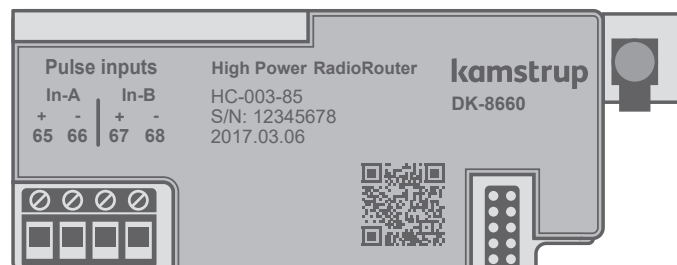 Pulse inputs
In-A In-B
+ - + -
65 66 67 68
High Power RadioRouter
HC-003-85
S/N: 12345678
2017.03.06
kamstrup
DK-8660